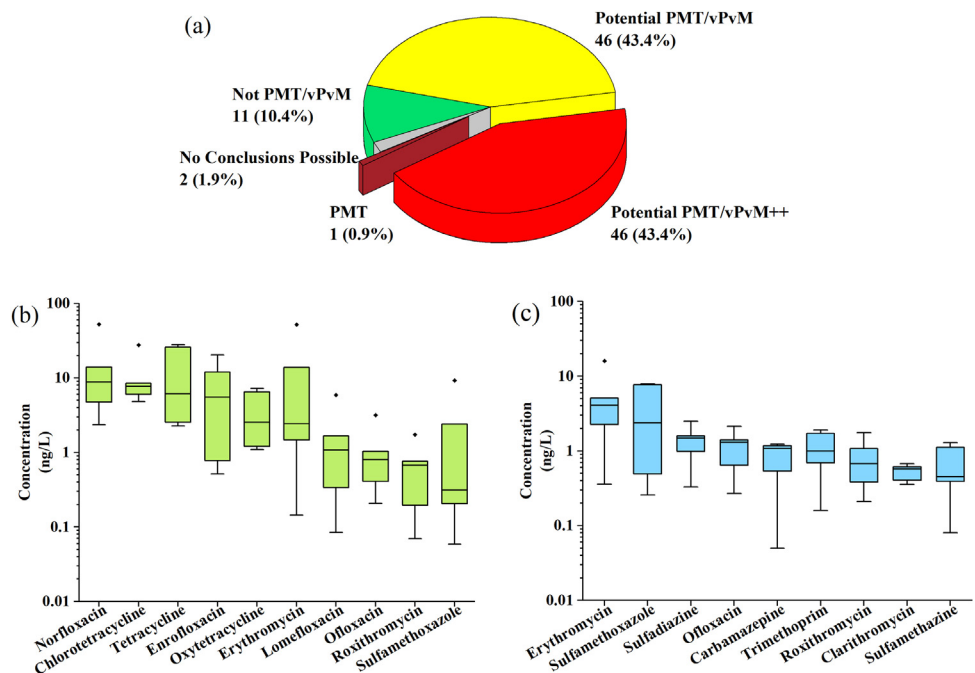 (a)
Potential PMT/vPvM
46 (43.4%)
Not PMT/vPvM
11 (10.4%)
No Conclusions Possible
2 (1.9%)
PMT
1 (0.9%)
Potential PMT/vPvM++
46 (43.4%)
(b)
100
10
1
0.1
0.01
Concentration
(ng/L)
Norfloxacin
Chlorotetracycline
Tetracycline
Enrofloxacin
Oxytetracycline
Erythromycin
Lomefloxacin
Ofloxacin
Roxithromycin
Sulfamethoxazole
(c)
100
10
1
0.1
0.01
Concentration
(ng/L)
Erythromycin
Sulfamethoxazole
Sulfadiazine
Ofloxacin
Carbamazepine
Trimethoprim
Roxithromycin
Clarithromycin
Sulfamethazine